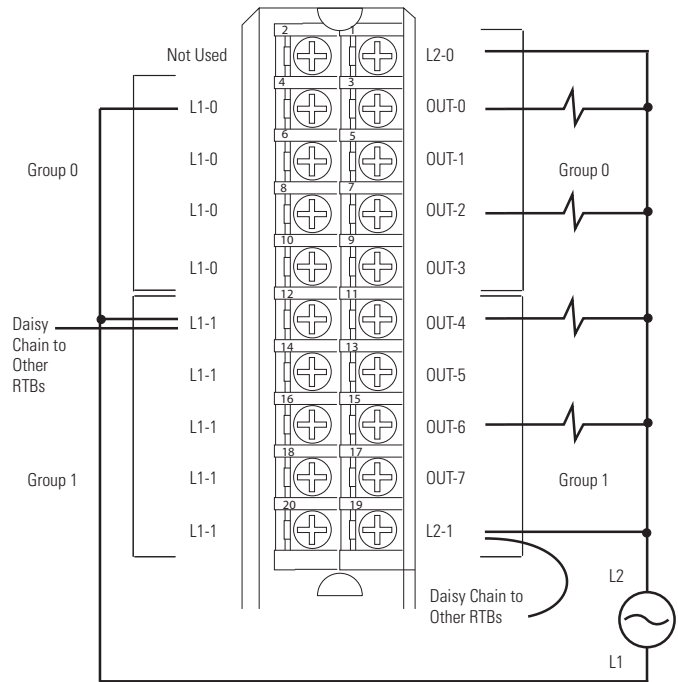 2 1
Not Used L2-0
4 3
L1-0 OUT-0
6 5
L1-0 OUT-1
Group 0 Group 0
8 7
L1-0 OUT-2
10 9
L1-0 OUT-3
12 11
L1-1 OUT-4
Daisy
Chain to
Other
RTBs
14 13
L1-1 OUT-5
16 15
L1-1 OUT-6
18 17
L1-1 OUT-7
Group 1 Group 1
20 19
L1-1 L2-1
L2
Daisy Chain to
Other RTBs
L1